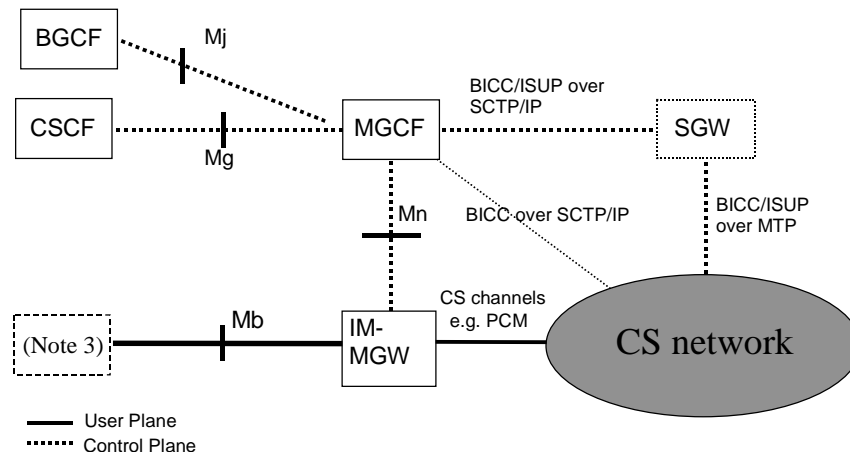 BGCF
Mj
BICC/ISUP over
SCTP/IP
CSCF
Mg
MGCF
SGW
Mn
BICC over SCTP/IP
BICC/ISUP
over MTP
(Note 3)
Mb
IM-
MGW
CS channels
e.g. PCM
CS network
User Plane
Control Plane